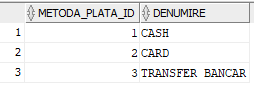 METODA_PLATA_ID DENUMIRE
1 1 CASH
2 2 CARD
3 3 TRANSFER BANCAR